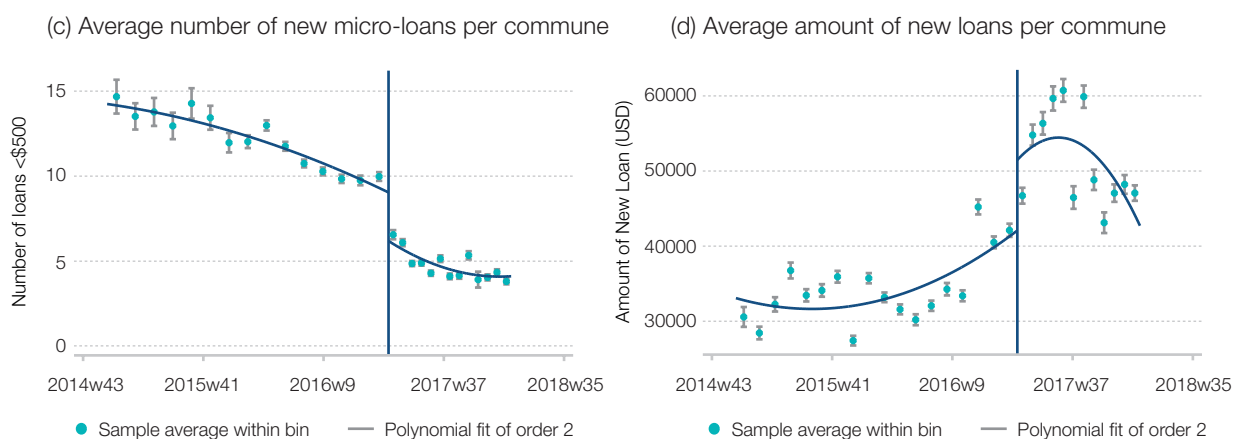 (c) Average number of new micro-loans per commune
Number of loans <$500
15
10
5
0
2014w43 2015w41 2016w9 2017w37 2018w35
Sample average within bin Polynomial fit of order 2
(d) Average amount of new loans per commune
Amount of New Loan (USD)
60000
50000
40000
30000
2014w43 2015w41 2016w9 2017w37 2018w35
Sample average within bin Polynomial fit of order 2